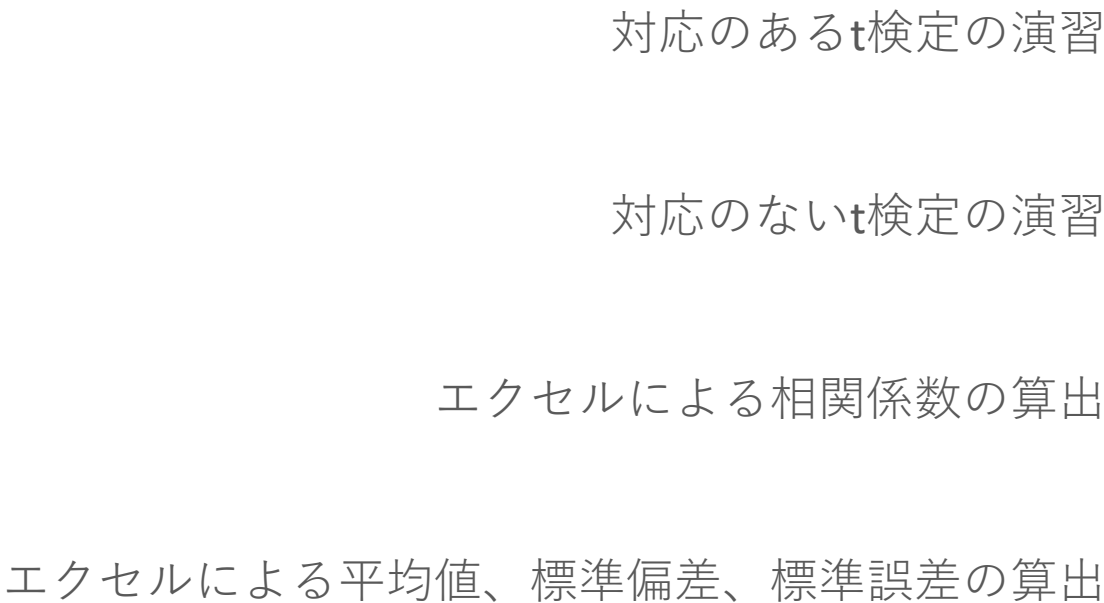 対応のあるt検定の演習
対応のないt検定の演習
エクセルによる相関係数の算出
エクセルによる平均値、標準偏差、標準誤差の算出